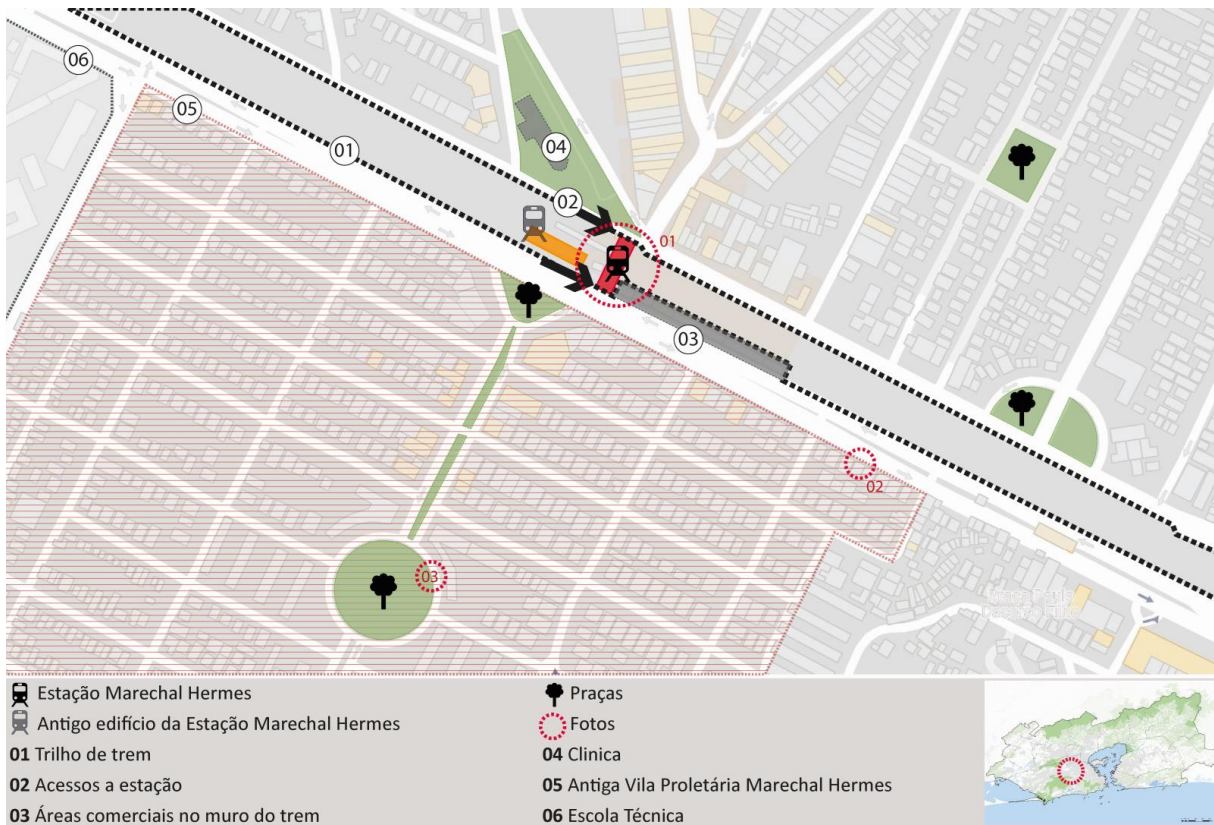 06
05
01
04
02
01
03
02
03
Estação Marechal Hermes
Antigo edifício da Estação Marechal Hermes
01 Trilho de trem
02 Acessos a estação
03 Áreas comerciais no muro do trem
Praças
Fotos
04 Clinica
05 Antiga Vila Proletária Marechal Hermes
06 Escola Técnica